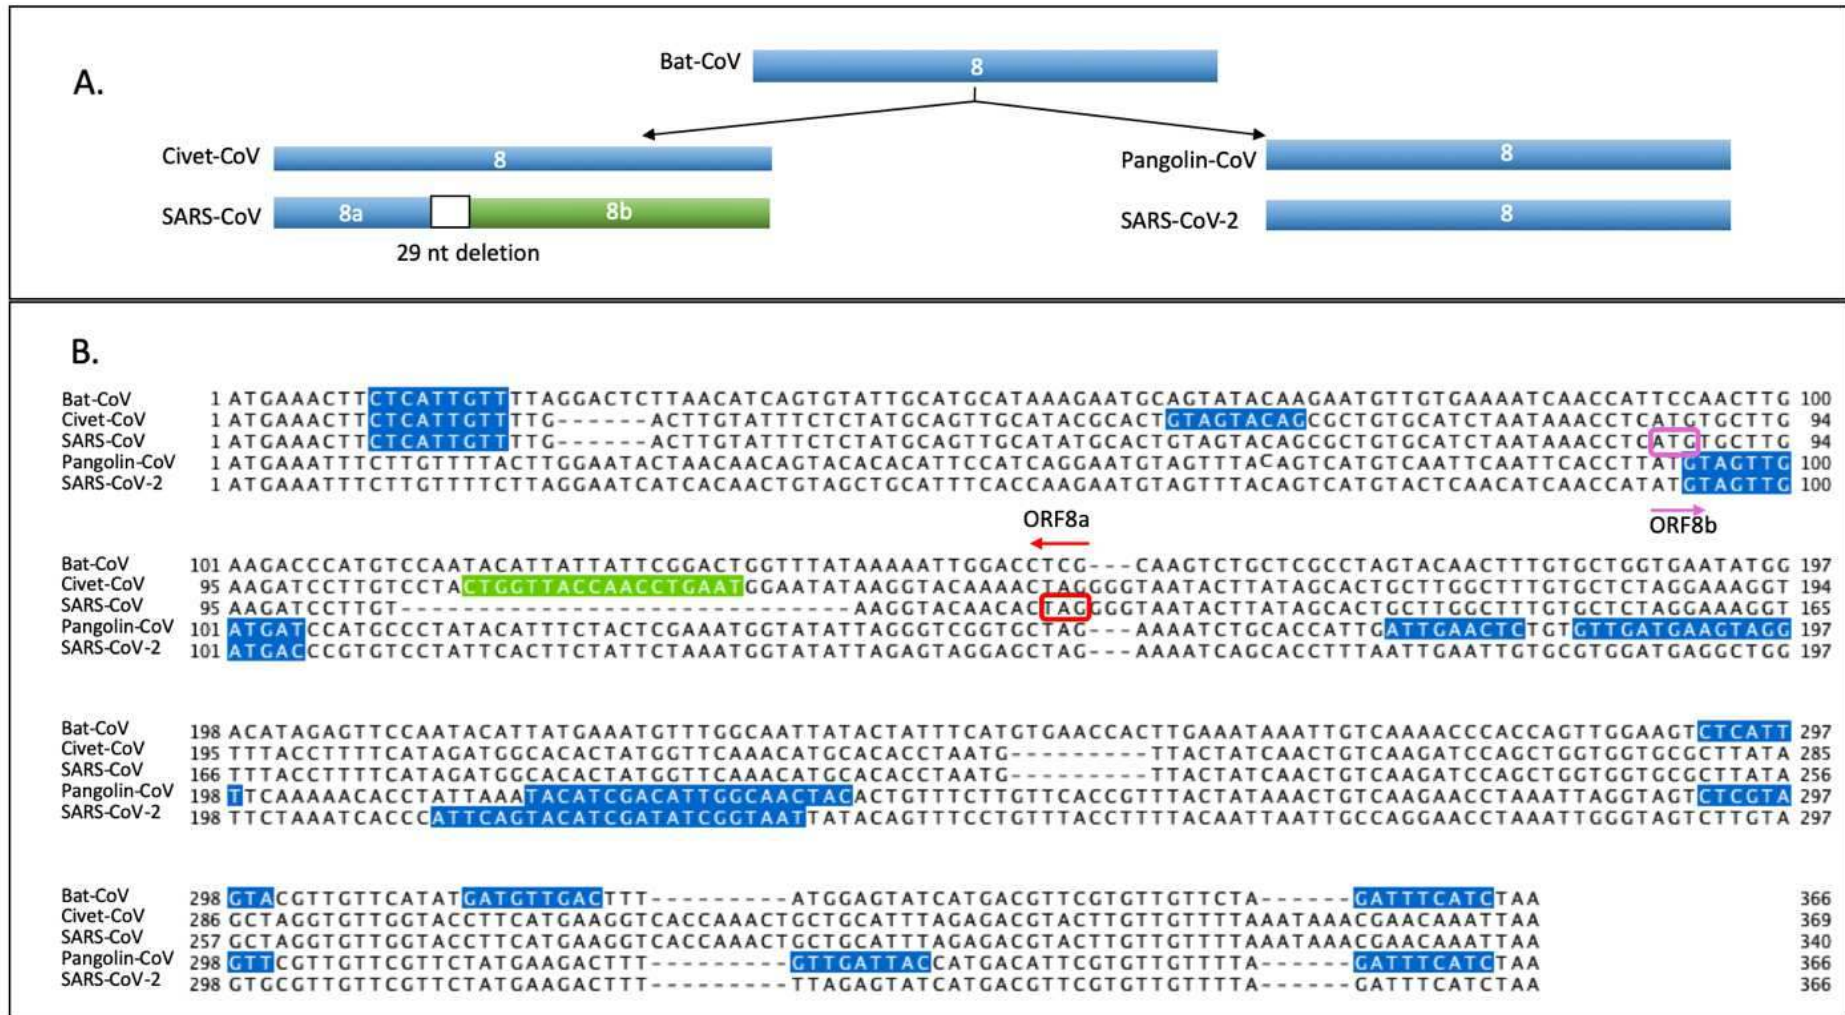 A.
Bat-CoV 8
Civet-CoV 8
Pangolin-CoV 8
SARS-CoV 8a 8b
SARS-CoV-2 8
29 nt deletion
B.
Bat-CoV 1 ATGAAACTTCTCATTGTTTTAGGACTCTTAACATCAGTGTATTGCATGCATAAAGAATGCAGTATACAAGAATGTTGTGAAAATCAACCATTCCAACTTG 100
Civet-CoV 1 ATGAAACTTCTCATTGTTTTG------ACTTGTATTTCTCTATGCAGTTGCATACGCACTGTAGTACAGCGCTGTGCATCTAATAAACCTCATGTGCTTG 94
SARS-CoV 1 ATGAAACTTCTCATTGTTTTG------ACTTGTATTTCTCTATGCAGTTGCATATGCACTGTAGTACAGCGCTGTGCATCTAATAAACCTCATGTGCTTG 94
Pangolin-CoV 1 ATGAAATTTCTTGTTTTACTTGGAATACTAACAACAGTACACACATTCCATCAGGAATGTAGTTTACAGTCATGTCAATTCAATTCACCTTATGTAGTTG 100
SARS-CoV-2 1 ATGAAATTTCTTGTTTTCTTAGGAATCATCACAACTGTAGCTGCATTTCACCAAGAATGTAGTTTACAGTCATGTACTCAACATCAACCATATGTAGTTG 100
ORF8a
ORF8b
Bat-CoV 101 AAGACCCATGTCCAATACATTATTATTCGGACTGGTTTATAAAAATTGGACCTCG---CAAGTCTGCTCGCCTAGTACAACTTTGTGCTGGTGAATATGG 197
Civet-CoV 95 AAGATCCTTGTCCTACTGGTTACCAACCTGAATGGAATATAAGGTACAAAACTAGGGGTAATACTTATAGCACTGCTTGGCTTTGTGCTCTAGGAAAGGT 194
SARS-CoV 95 AAGATCCTTGT-----------------------------AAGGTACAACACTAGGGGTAATACTTATAGCACTGCTTGGCTTTGTGCTCTAGGAAAGGT 165
Pangolin-CoV 101 ATGATCCATGCCCTATACATTTCTACTCGAAATGGTATATTAGGGTCGGTGCTAG---AAAATCTGCACCATTGATTGAACTCTGTGTTGATGAAGTAGG 197
SARS-CoV-2 101 ATGACCCGTGTCCTATTCACTTCTATTCTAAATGGTATATTAGAGTAGGAGCTAG---AAAATCAGCACCTTTAATTGAATTGTGCGTGGATGAGGCTGG 197
Bat-CoV 198 ACATAGAGTTCCAATACATTATGAAATGTTTGGCAATTATACTATTTCATGTGAACCACTTGAAATAAATTGTCAAAACCCACCAGTTGGAAGTCTCATT 297
Civet-CoV 195 TTTACCTTTTCATAGATGGCACACTATGGTTCAAACATGCACACCTAATG---------TTACTATCAACTGTCAAGATCCAGCTGGTGGTGCGCTTATA 285
SARS-CoV 166 TTTACCTTTTCATAGATGGCACACTATGGTTCAAACATGCACACCTAATG---------TTACTATCAACTGTCAAGATCCAGCTGGTGGTGCGCTTATA 256
Pangolin-CoV 198 TTCAAAAACACCTATTAAATACATCGACATTGGCAACTACACTGTTTCTTGTTCACCGTTTACTATAAACTGTCAAGAACCTAAATTAGGTAGTCTCGTA 297
SARS-CoV-2 198 TTCTAAATCACCCATTCAGTACATCGATATCGGTAATTATACAGTTTCCTGTTTACCTTTTACAATTAATTGCCAGGAACCTAAATTGGGTAGTCTTGTA 297
Bat-CoV 298 GTACGTTGTTCATATGATGTTGACTTT---------ATGGAGTATCATGACGTTCGTGTTGTTCTA------GATTTCATCTAA 366
Civet-CoV 286 GCTAGGTGTTGGTACCTTCATGAAGGTCACCAAACTGCTGCATTTAGAGACGTACTTGTTGTTTTAAATAAACGAACAAATTAA 369
SARS-CoV 257 GCTAGGTGTTGGTACCTTCATGAAGGTCACCAAACTGCTGCATTTAGAGACGTACTTGTTGTTTTAAATAAACGAACAAATTAA 340
Pangolin-CoV 298 GTTCGTTGTTCGTTCTATGAAGACTTT---------GTTGATTACCATGACATTCGTGTTGTTTTA------GATTTCATCTAA 366
SARS-CoV-2 298 GTGCGTTGTTCGTTCTATGAAGACTTT---------TTAGAGTATCATGACGTTCGTGTTGTTTTA------GATTTCATCTAA 366